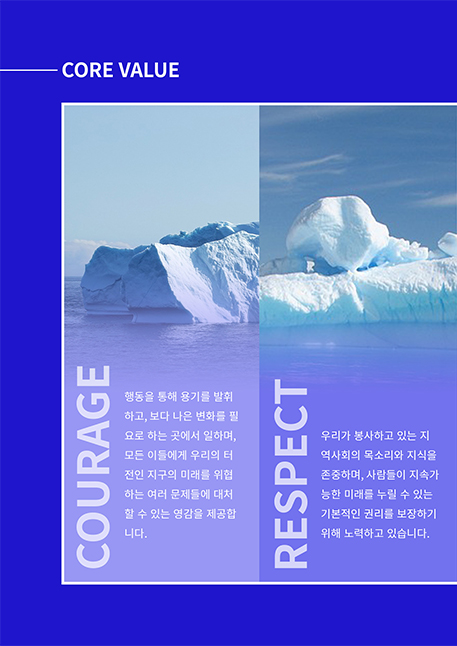 CORE VALUE
COURAGE
행동을 통해 용기를 발휘
하고, 보다 나은 변화를 필
요로 하는 곳에서 일하며,
모든 이들에게 우리의 터
전인 지구의 미래를 위협
하는 여러 문제들에 대처
할 수 있는 영감을 제공합
니다.
RESPECT
우리가 봉사하고 있는 지
역사회의 목소리와 지식을
존중하며, 사람들이 지속가
능한 미래를 누릴 수 있는
기본적인 권리를 보장하기
위해 노력하고 있습니다.